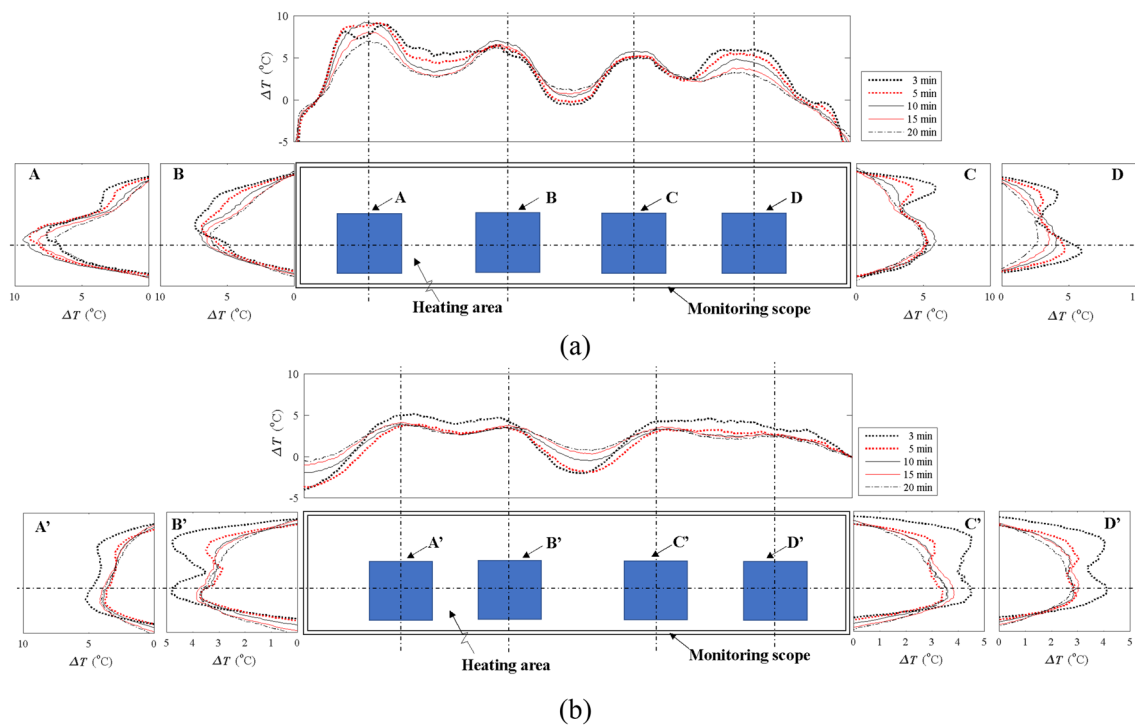 10
5
0
-5
ΔT (°C)
3 min
5 min
10 min
15 min
20 min
A
B
C
D
A
B
C
D
Heating area
Monitoring scope
10
5
0
ΔT (°C)
10
5
0
ΔT (°C)
0
5
10
ΔT (°C)
0
5
10
ΔT (°C)
(a)
10
5
0
-5
ΔT (°C)
3 min
5 min
10 min
15 min
20 min
A’
B’
C’
D’
A’
B’
C’
D’
Heating area
Monitoring scope
10
5
0
ΔT (°C)
5
4
3
2
1
0
ΔT (°C)
0
1
2
3
4
5
ΔT (°C)
0
1
2
3
4
5
ΔT (°C)
(b)